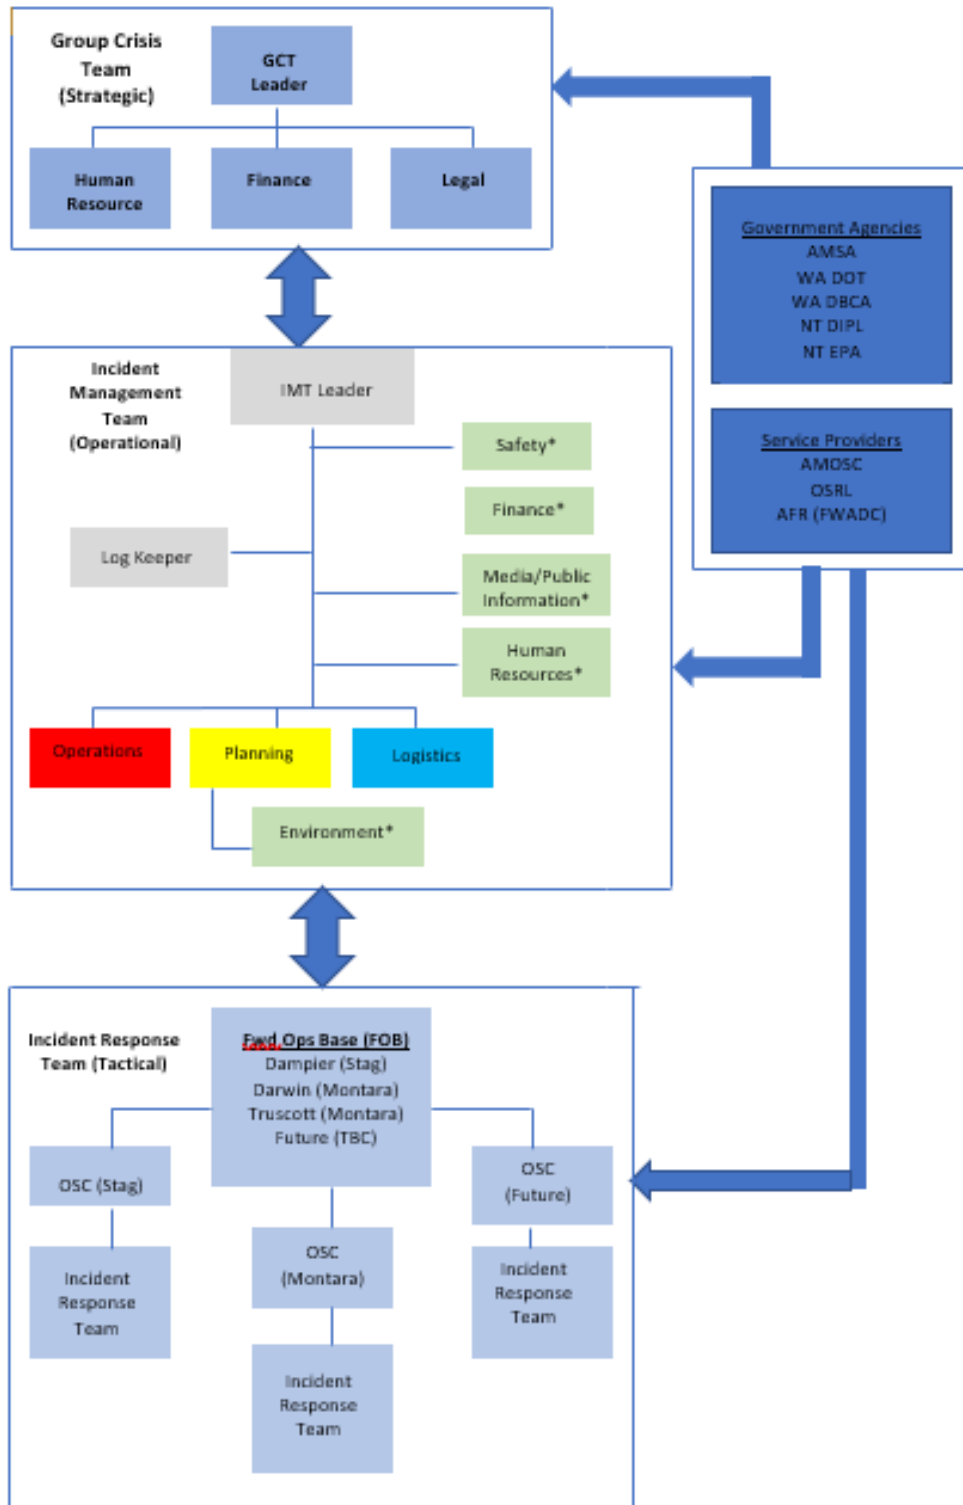 Group Crisis
Team
(Strategic)
GCT
Leader
Human
Resource
Finance
Legal
Government Agencies
AMSA
WA DOT
WA DBCA
NT DIPL
NT EPA
Service Providers
AMOSC
OSRL
AFR (FWADC)
Incident
Management
Team
(Operational)
IMT Leader
Safety*
Finance*
Log Keeper
Media/Public
Information*
Human
Resources*
Operations
Planning
Logistics
Environment*
Incident Response
Team (Tactical)
Fwd Ops Base (FOB)
Dampier (Stag)
Darwin (Montara)
Truscott (Montara)
Future (TBC)
OSC (Stag)
Incident
Response
Team
OSC
(Montara)
Incident
Response
Team
OSC
(Future)
Incident
Response
Team